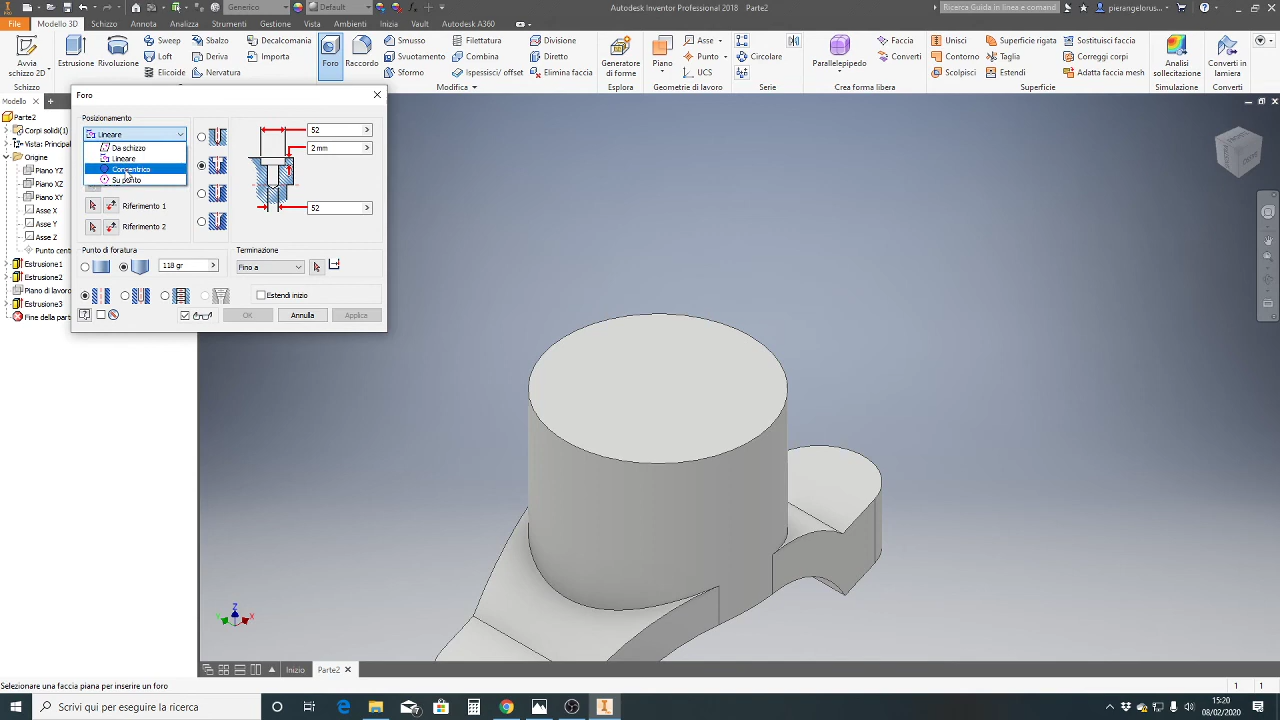 Generico
Default
Autodesk Inventor Professional 2018
Parte2
Ricerca Guida in linea e comand
pierangelorus...
File
Modello 3D
Schizzo
Annota
Analizza
Strumenti
Gestione
Vista
Ambienti
Inizia
Vault
Autodesk A360
Avvia
schizzo 2D
Estrusione
Rivoluzione
Sweep
Loft
Elicoide
Sbalzo
Deriva
Nervatura
Decalcomania
Importa
Foro
Raccordo
Smusso
Svuotamento
Sformo
Filettatura
Combina
Ispessisci/ offset
Divisione
Diretto
Elimina faccia
Generatore
di forme
Piano
Asse
Punto
UCS
Circolare
Parallelepipedo
Faccia
Converti
Unisci
Contorno
Scolpisci
Superficie rigata
Taglia
Estendi
Sostituisci faccia
Correggi corpi
Adatta faccia mesh
Analisi
sollecitazione
Converti in
lamiera
Schizzo
Modifica
Esplora
Geometria di lavoro
Serie
Crea forma libera
Superficie
Simulazione
Converti
Modello
Parte2
Corpi solidi(1)
Vista: Principal
Origine
Piano YZ
Piano XZ
Piano XY
Asse X
Asse Y
Asse Z
Punto cent
Estrusione1
Estrusione2
Piano di lavoro
Estrusione3
Fine della parte
Foro
Posizionamento
Lineare
Da schizzo
Lineare
Concentrico
Su punto
Riferimento 1
Riferimento 2
52
2 mm
52
Punto di foratura
118 gr
Terminazione
Fino a
Estendi inizio
OK
Annulla
Applica
Z
Y
X
Inizio
Parte2
Selezionare una faccia piana per inserire un foro
1
1
Scrivi qui per eseguire la ricerca
7
15:20
08/02/2020